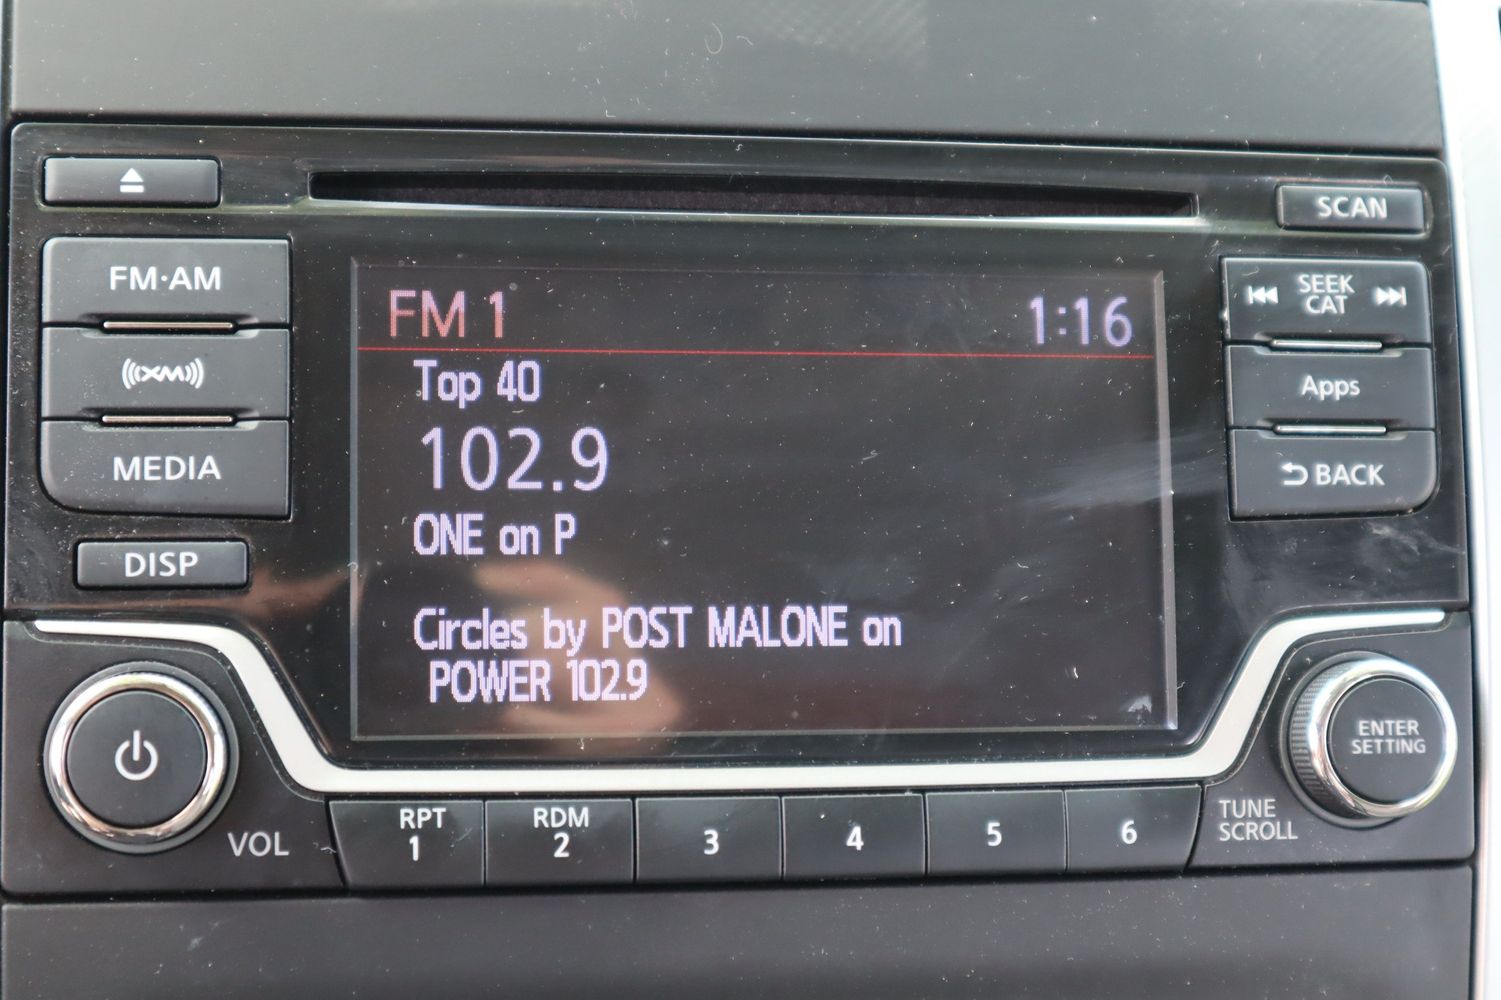 SCAN
FM·AM
SEEK
CAT
FM 1 1:16
XM
Top 40
Apps
102.9
MEDIA
BACK
ONE on P
DISP
Circles by POST MALONE on
POWER 102.9
ENTER
SETTING
VOL
RPT
1
RDM
2
3
4
5
6
TUNE
SCROLL